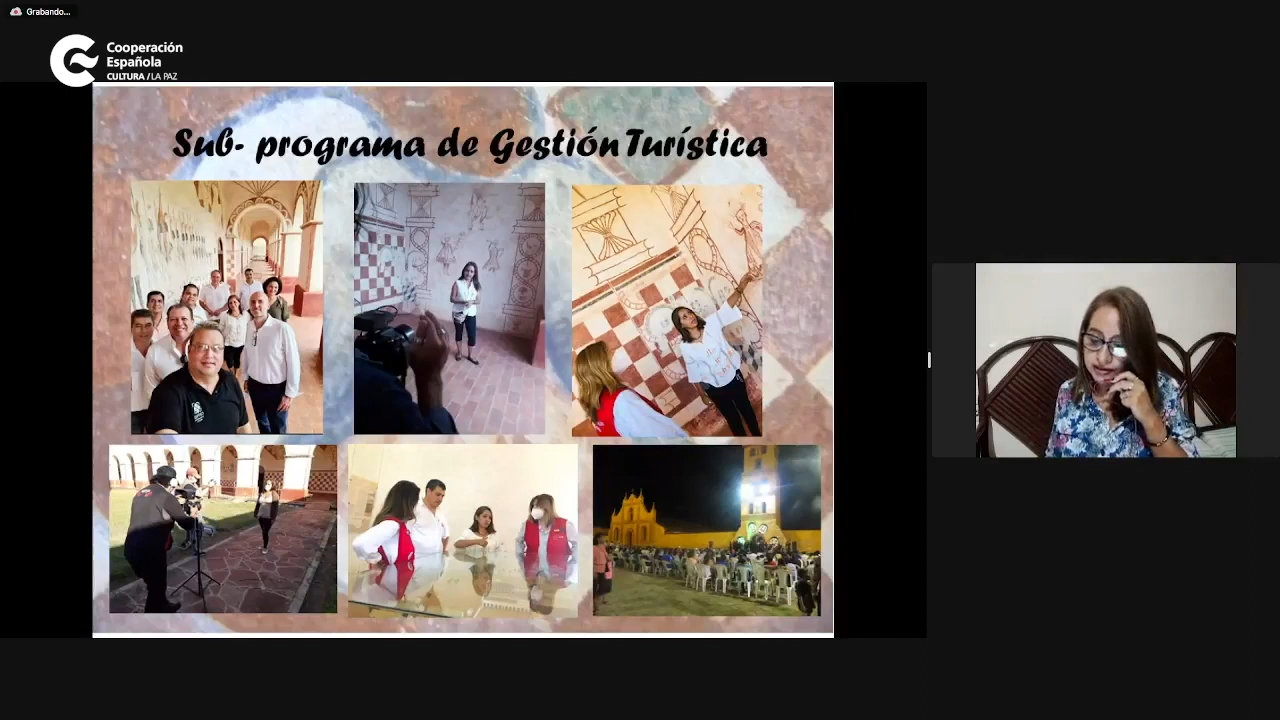 Grabando...
Cooperación
Española
CULTURA / LA PAZ
Sub- programa de Gestión Turística